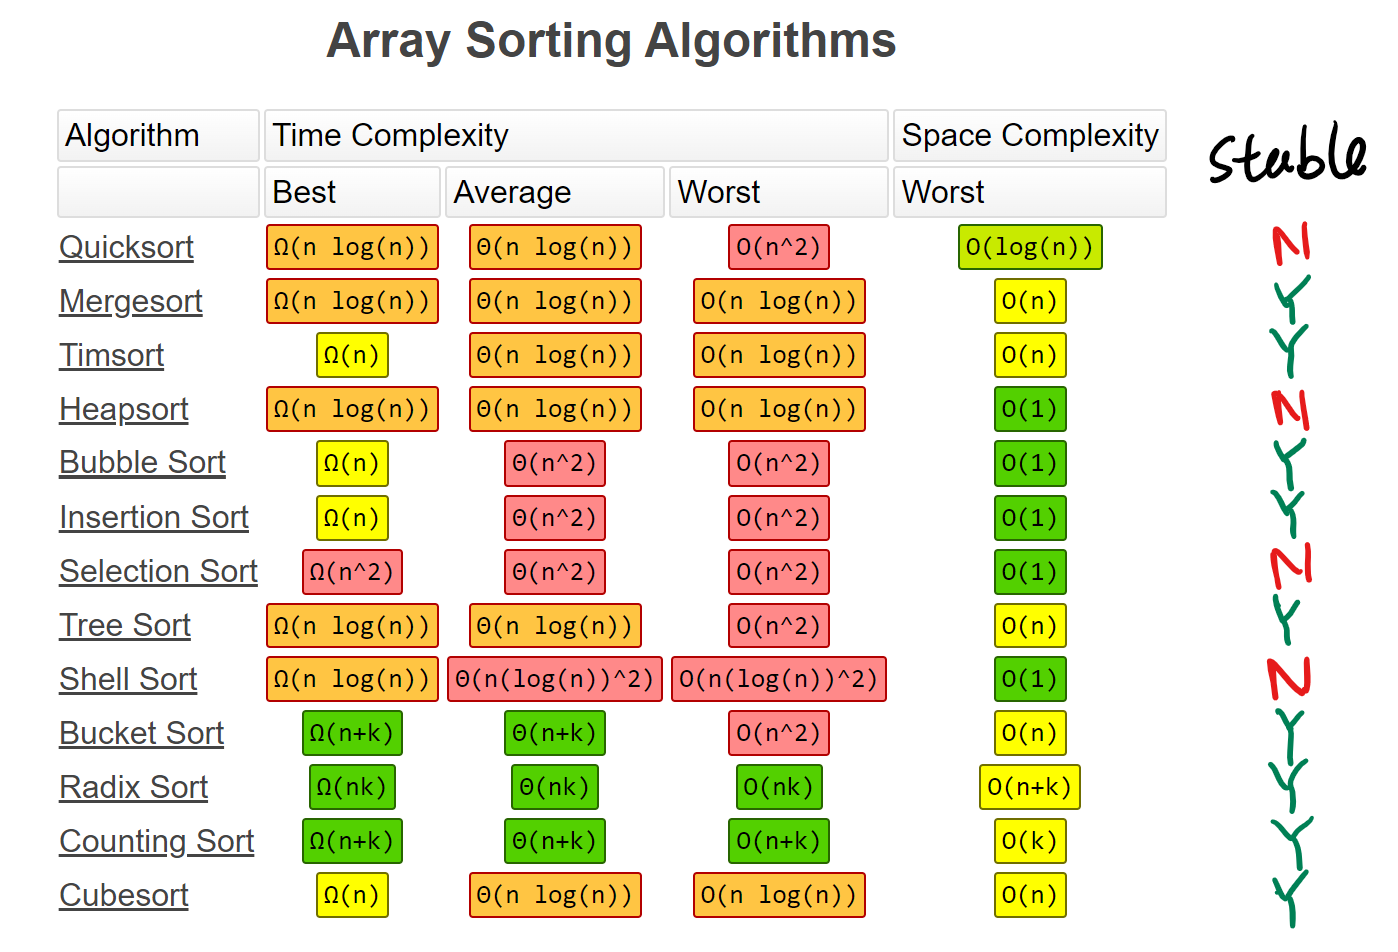 Array Sorting Algorithms
Algorithm Time Complexity Space Complexity Stable
Best Average Worst Worst
Quicksort Ω(n log(n)) Θ(n log(n)) O(n^2) O(log(n)) N
Mergesort Ω(n log(n)) Θ(n log(n)) O(n log(n)) O(n) Y
Timsort Ω(n) Θ(n log(n)) O(n log(n)) O(n) Y
Heapsort Ω(n log(n)) Θ(n log(n)) O(n log(n)) O(1) N
Bubble Sort Ω(n) Θ(n^2) O(n^2) O(1) Y
Insertion Sort Ω(n) Θ(n^2) O(n^2) O(1) Y
Selection Sort Ω(n^2) Θ(n^2) O(n^2) O(1) N
Tree Sort Ω(n log(n)) Θ(n log(n)) O(n^2) O(n) Y
Shell Sort Ω(n log(n)) Θ(n(log(n))^2) O(n(log(n))^2) O(1) N
Bucket Sort Ω(n+k) Θ(n+k) O(n^2) O(n) Y
Radix Sort Ω(nk) Θ(nk) O(nk) O(n+k) Y
Counting Sort Ω(n+k) Θ(n+k) O(n+k) O(k) Y
Cubesort Ω(n) Θ(n log(n)) O(n log(n)) O(n) Y